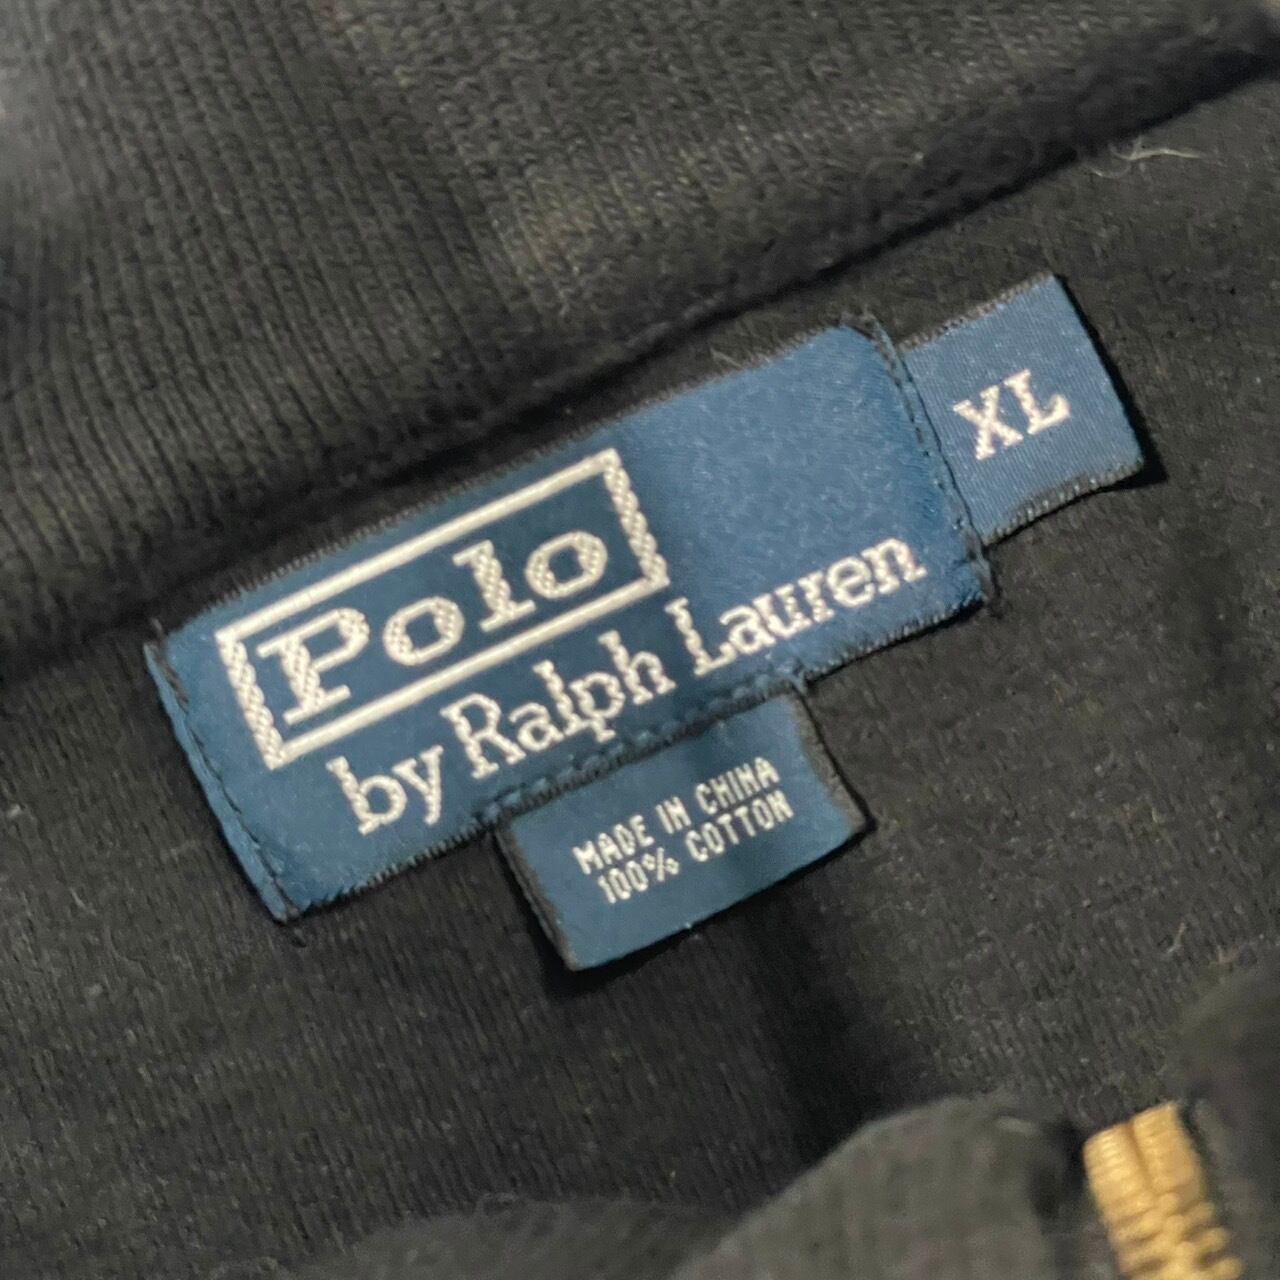 XL
Polo
by Ralph Lauren
MADE IN CHINA
100% COTTON